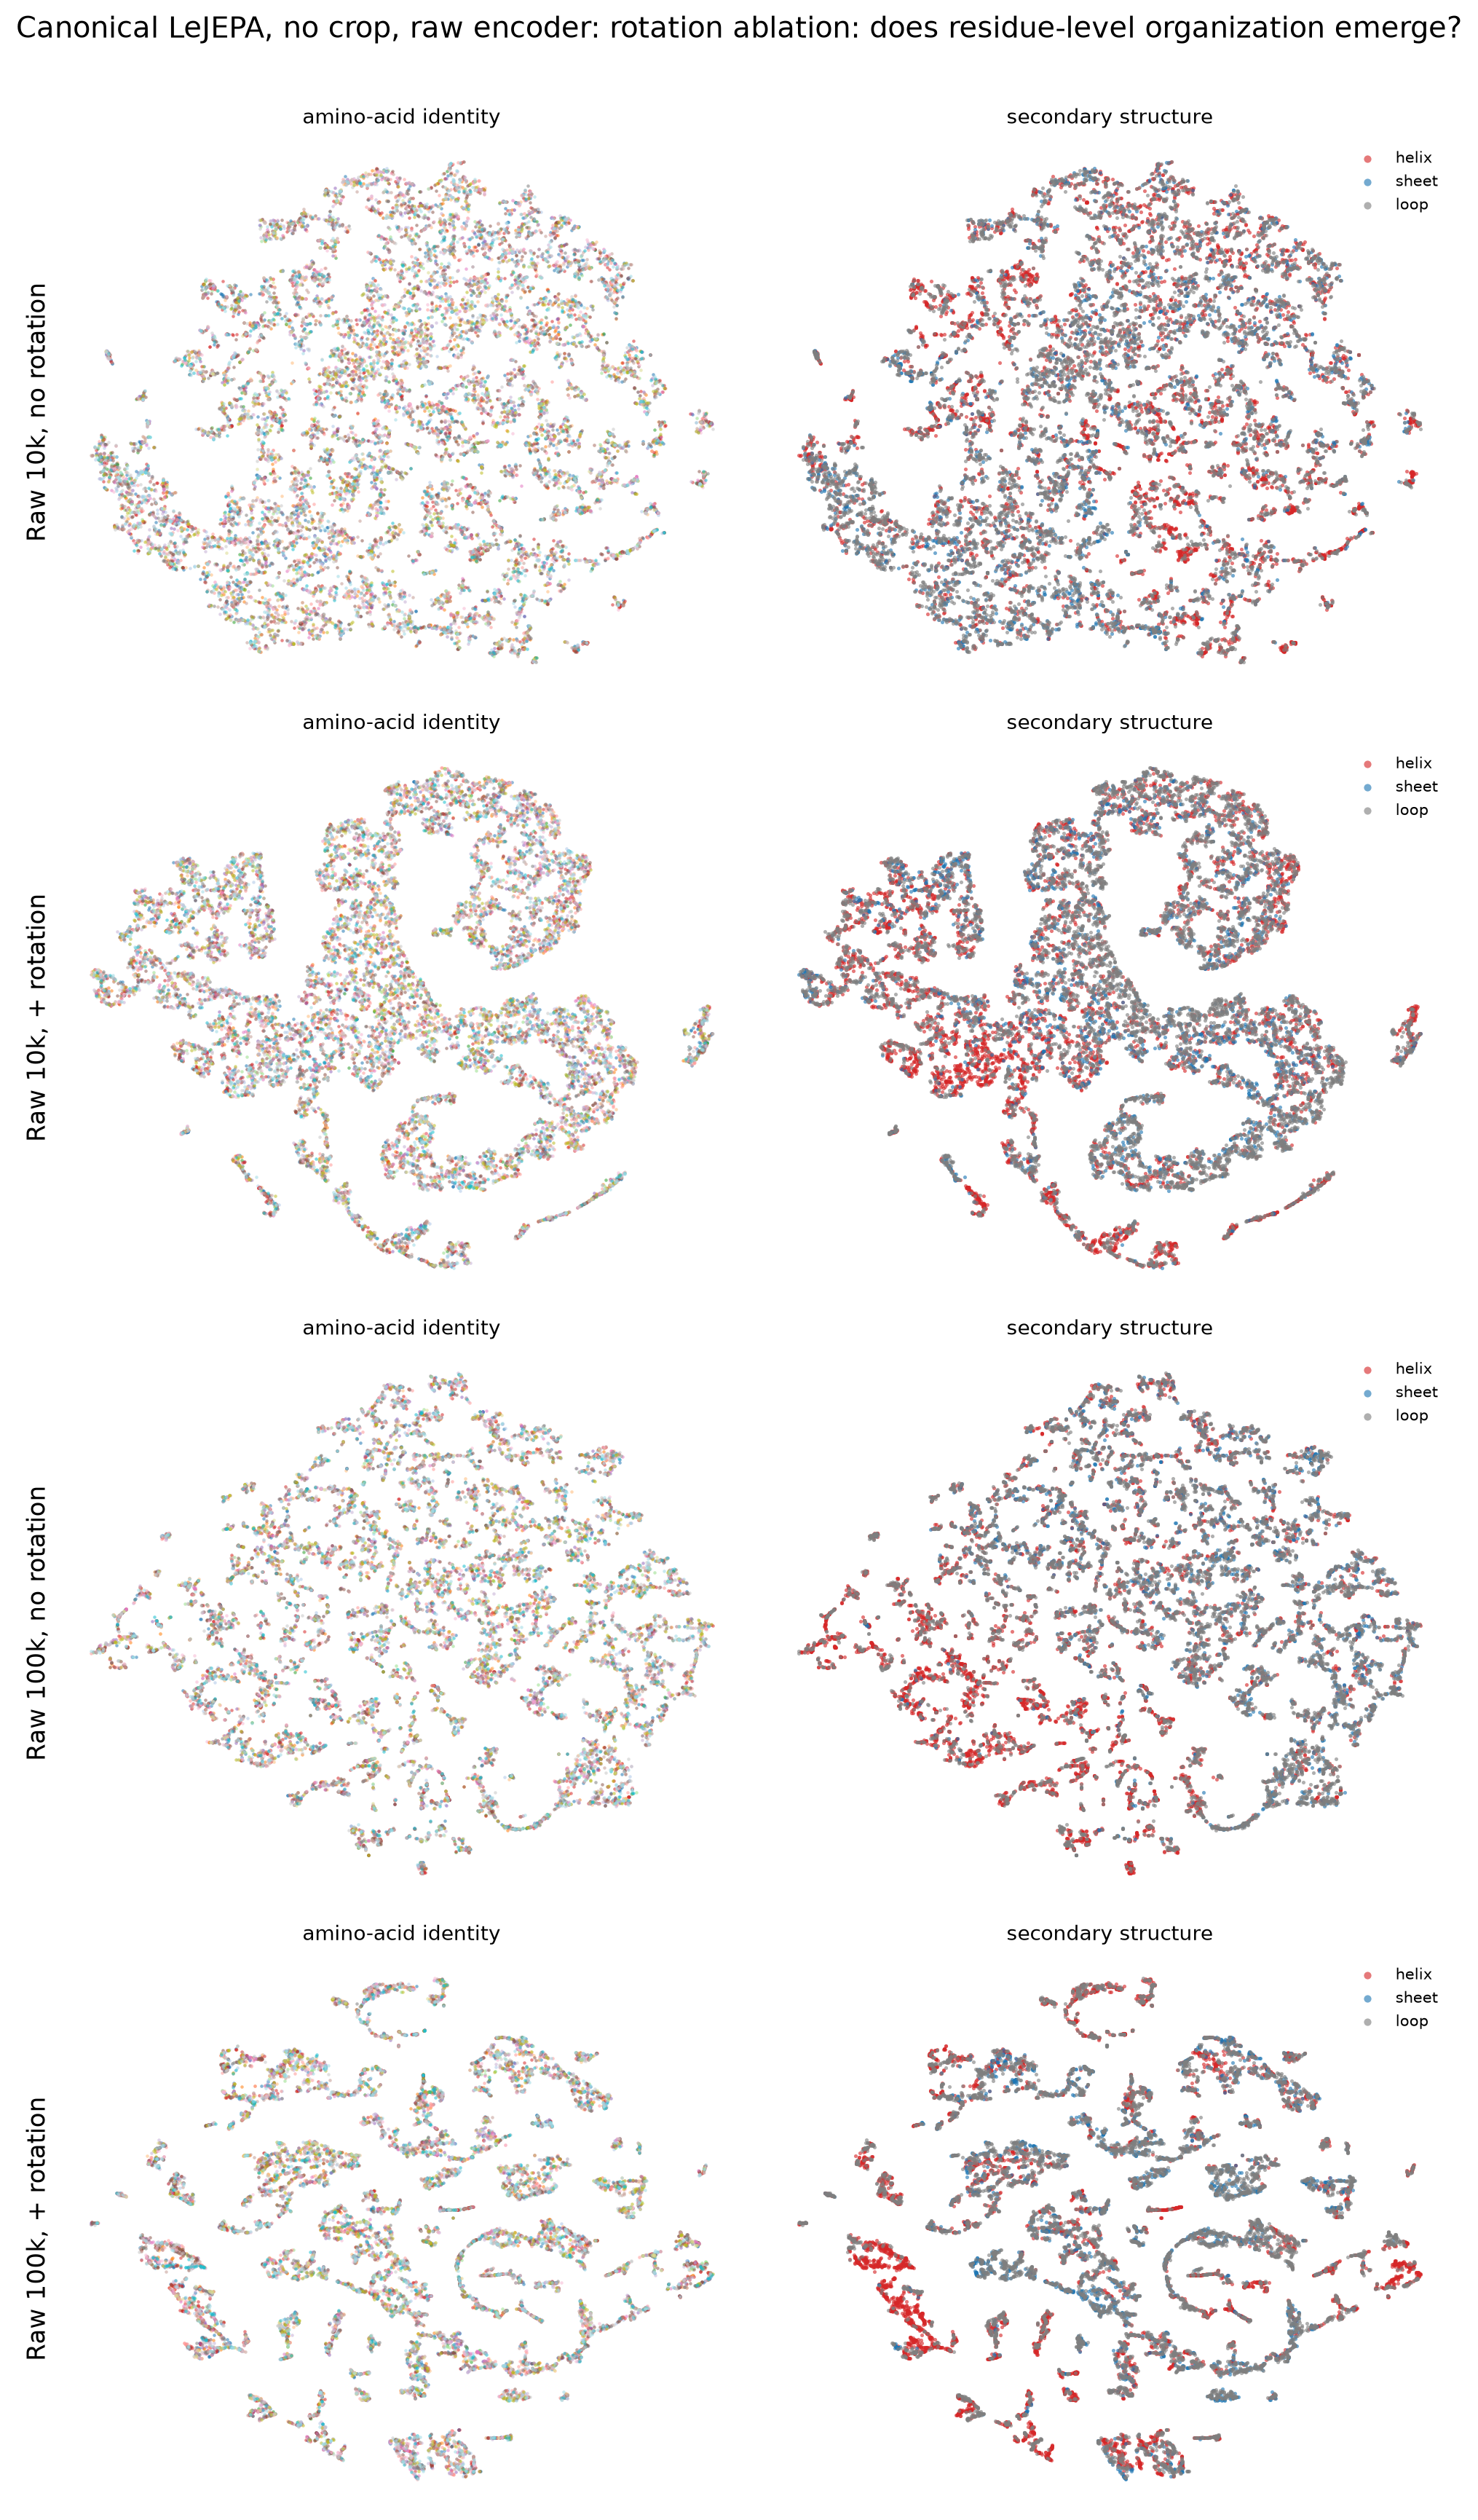 Canonical LeJEPA, no crop, raw encoder: rotation ablation: does residue-level organization emerge?
amino-acid identity
secondary structure
helix
sheet
loop
Raw 10k, no rotation
amino-acid identity
secondary structure
helix
sheet
loop
Raw 10k, + rotation
amino-acid identity
secondary structure
helix
sheet
loop
Raw 100k, no rotation
amino-acid identity
secondary structure
helix
sheet
loop
Raw 100k, + rotation